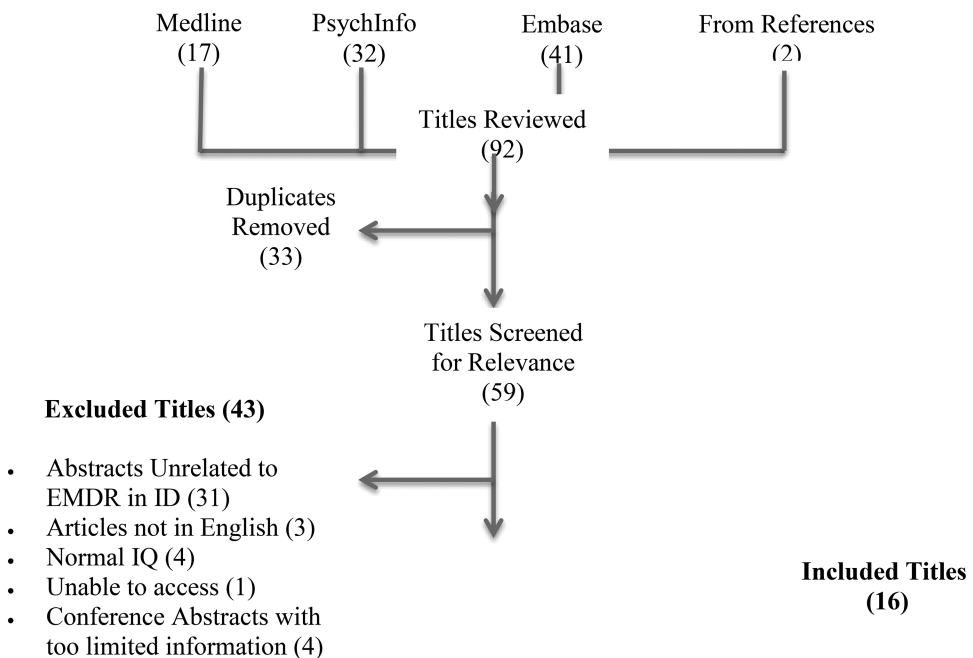 Medline
(17)
PsychInfo
(32)
Embase
(41)
From References
(2)
Titles Reviewed
(92)
Duplicates
Removed
(33)
Titles Screened
for Relevance
(59)
Excluded Titles (43)
• Abstracts Unrelated to
EMDR in ID (31)
• Articles not in English (3)
• Normal IQ (4)
• Unable to access (1)
• Conference Abstracts with
too limited information (4)
Included Titles
(16)